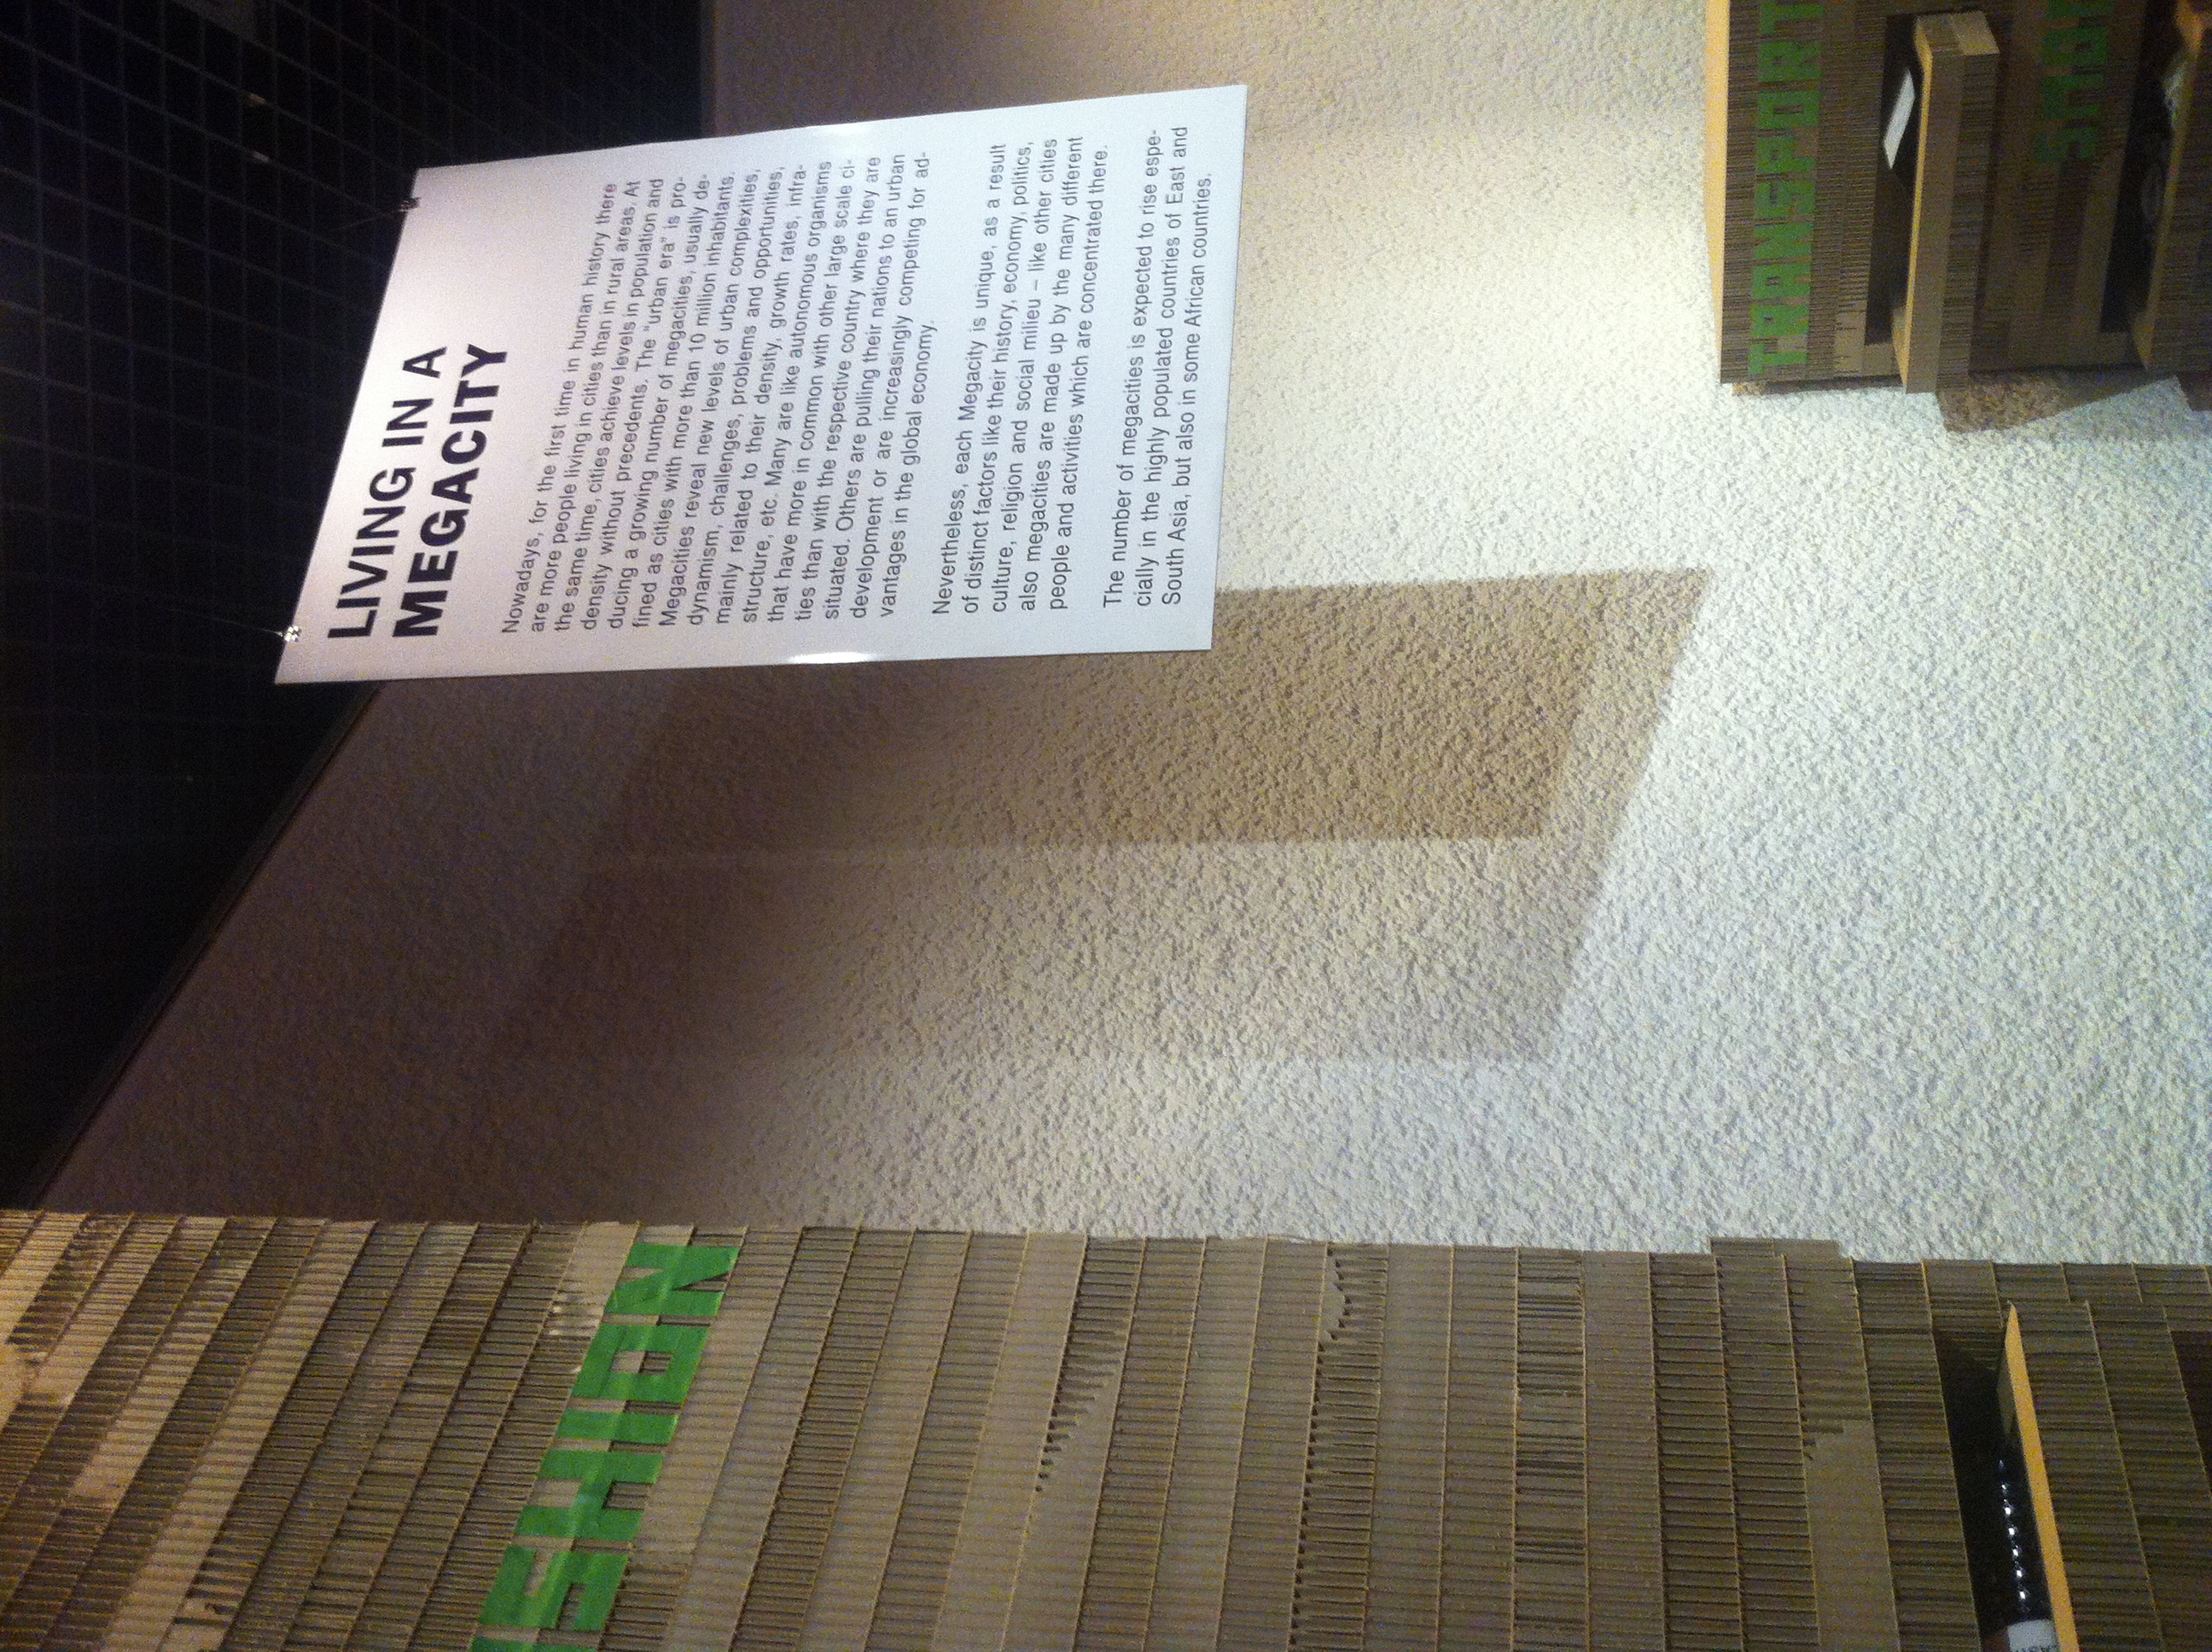 LIVING IN A
MEGACITY
Nowadays, for the first time in human history there
are more people living in cities than in rural areas. At
the same time, cities achieve levels in population and
density without precedents. The “urban era” is pro-
ducing a growing number of megacities, usually de-
fined as cities with more than 10 million inhabitants.
Megacities reveal new levels of urban complexities,
dynamism, challenges, problems and opportunities,
mainly related to their density, growth rates, infra-
structure, etc. Many are like autonomous organisms
that have more in common with other large scale ci-
ties than with the respective country where they are
situated. Others are pulling their nations to an urban
development or are increasingly competing for ad-
vantages in the global economy.
Nevertheless, each Megacity is unique, as a result
of distinct factors like their history, economy, politics,
culture, religion and social milieu – like other cities
also megacities are made up by the many different
people and activities which are concentrated there.
The number of megacities is expected to rise espe-
cially in the highly populated countries of East and
South Asia, but also in some African countries.
SHION
TRANSPORT